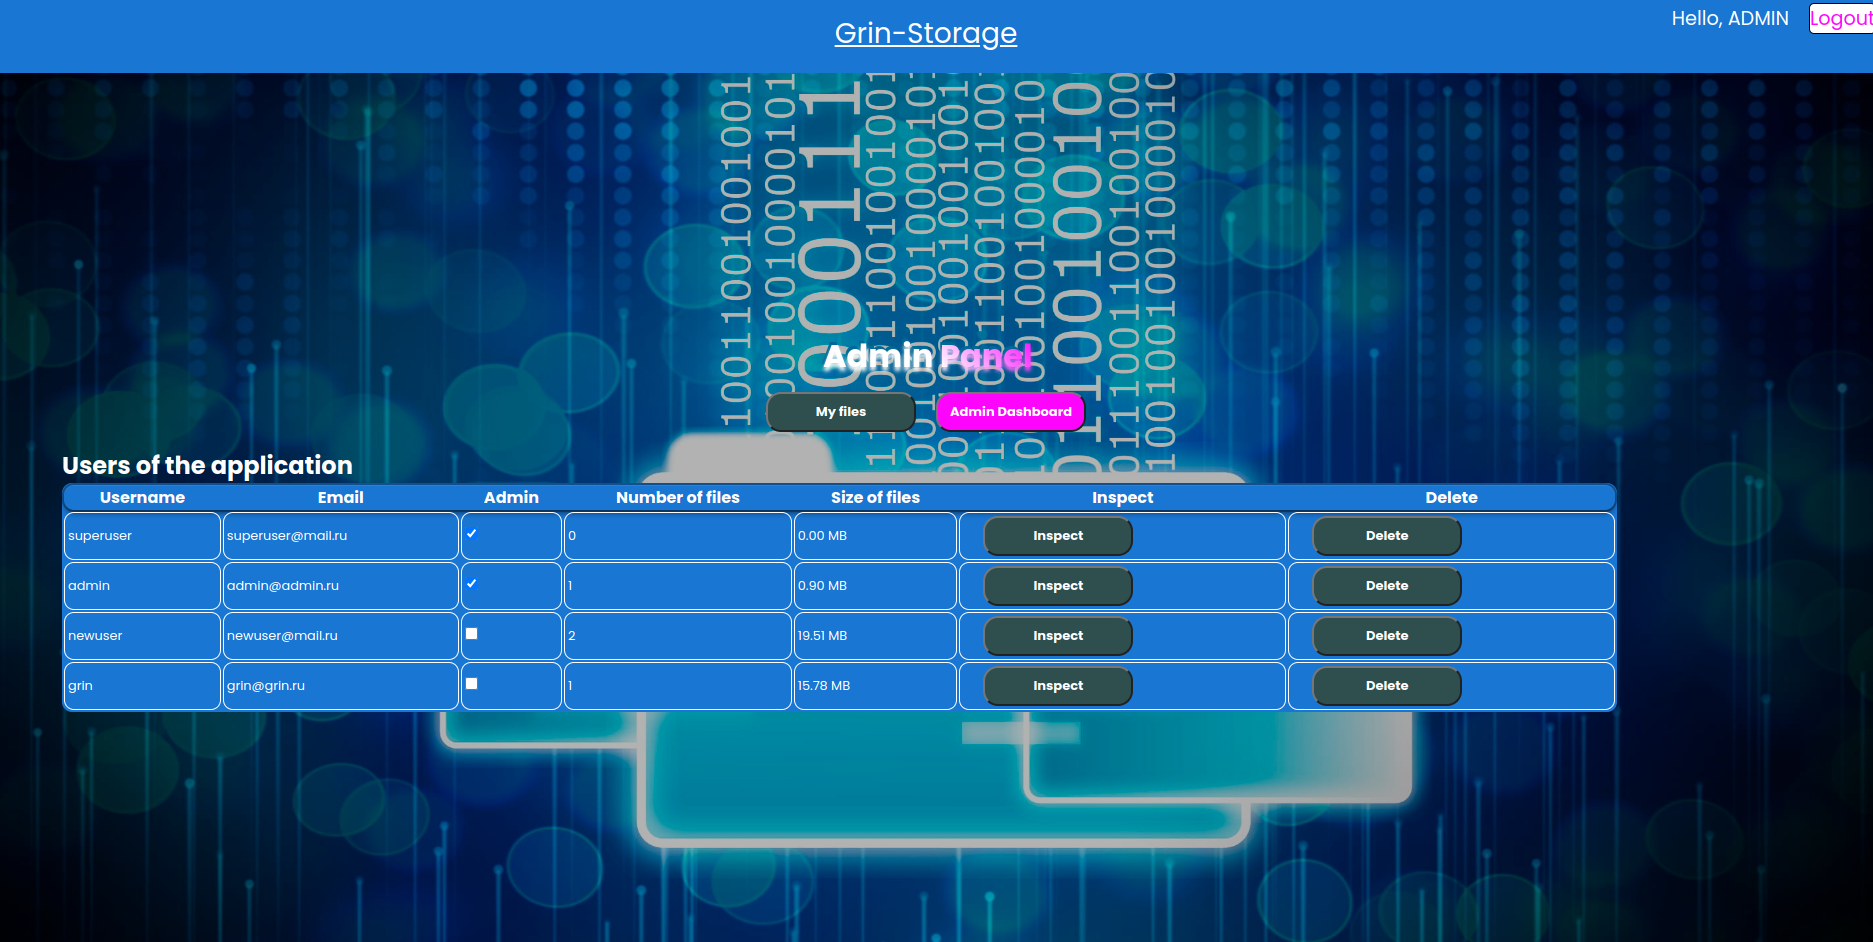 Grin-Storage
Hello, ADMIN Logout
Admin Panel
My files Admin Dashboard
Users of the application
Username Email Admin Number of files Size of files Inspect Delete
superuser superuser@mail.ru 0 0.00 MB Inspect Delete
admin admin@admin.ru 1 0.90 MB Inspect Delete
newuser newuser@mail.ru 2 19.51 MB Inspect Delete
grin grin@grin.ru 1 15.78 MB Inspect Delete